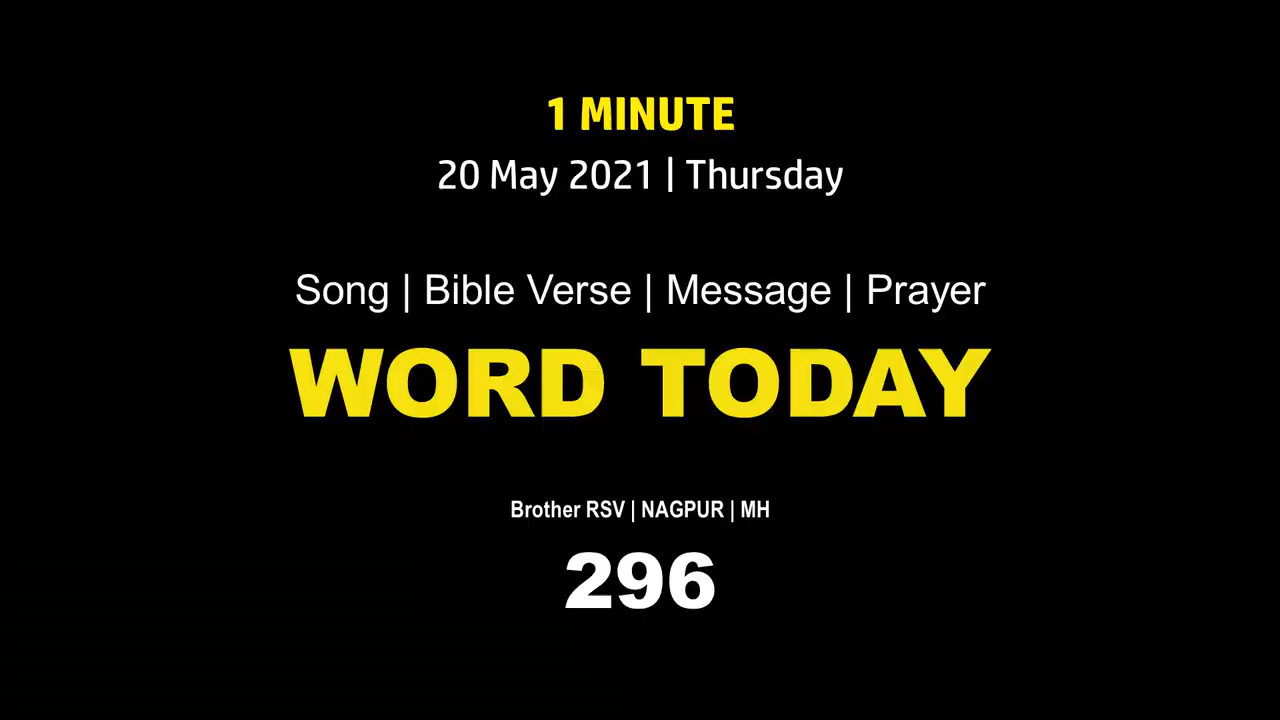 1 MINUTE
20 May 2021 | Thursday
Song | Bible Verse | Message | Prayer
WORD TODAY
Brother RSV | NAGPUR | MH
296